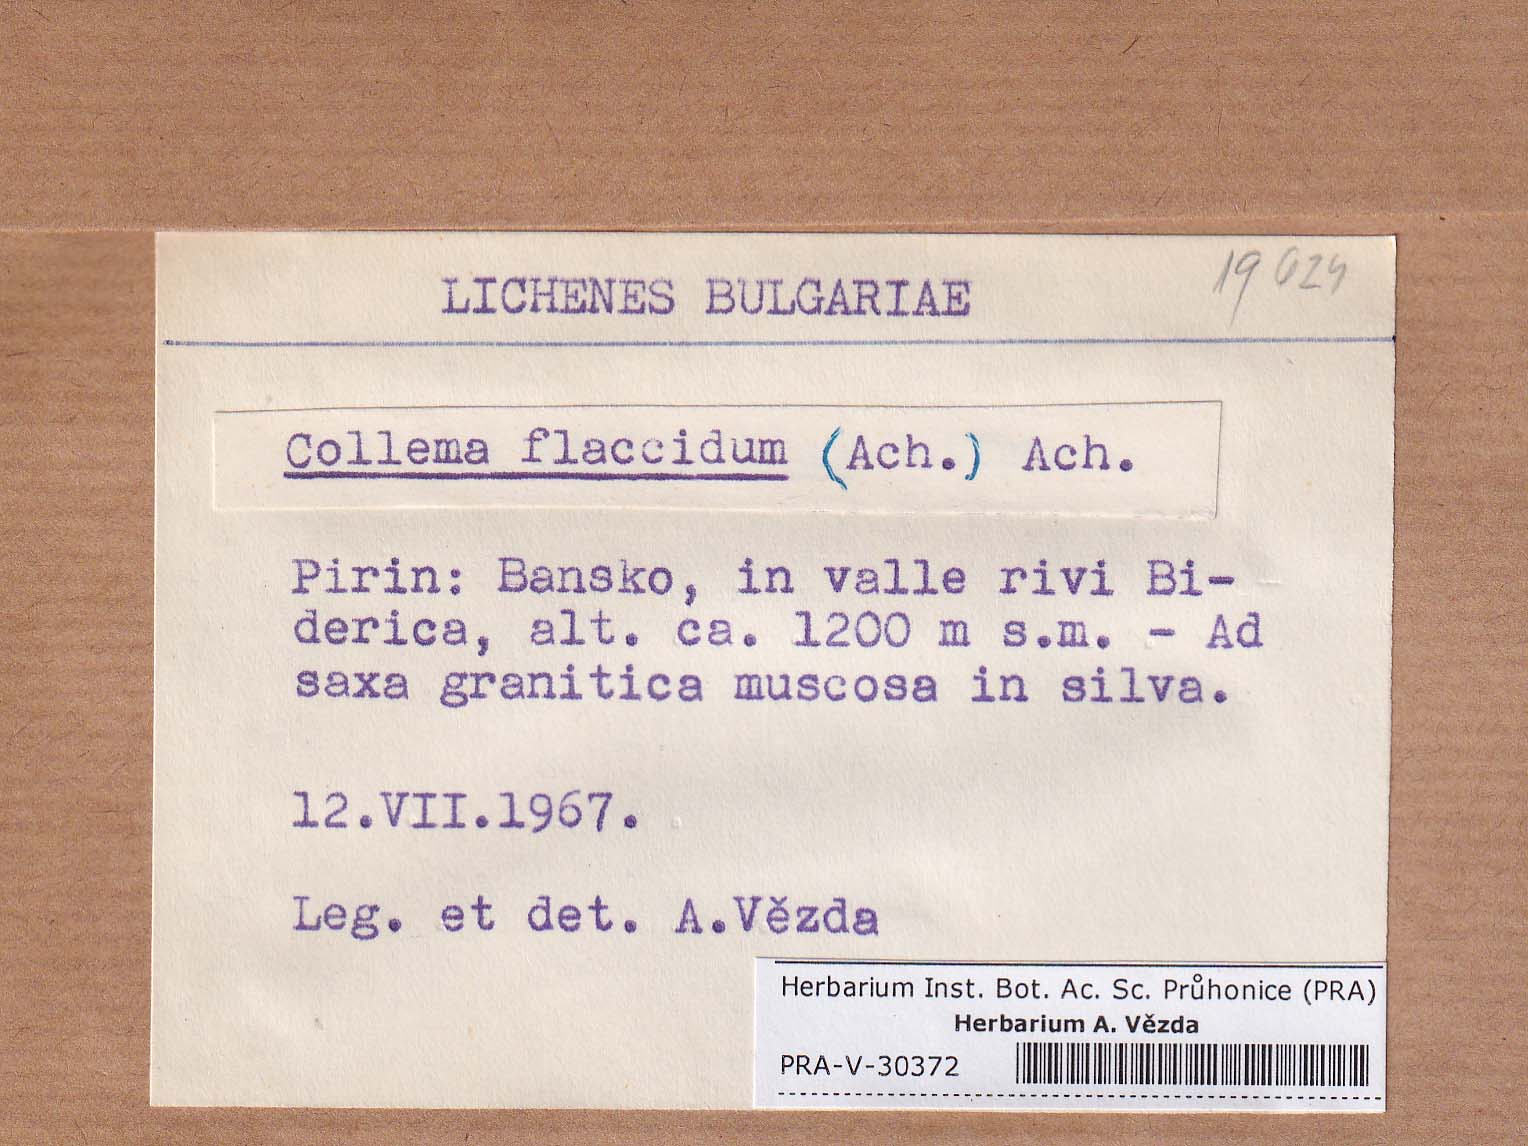 19 624
LICHENES BULGARIAE
Collema flaccidum (Ach.) Ach.
Pirin: Bansko, in valle rivi Bi-
derica, alt. ca. 1200 m s.m. - Ad
saxa granitica muscosa in silva.
12.VII.1967.
Leg. et det. A.Vězda
Herbarium Inst. Bot. Ac. Sc. Průhonice (PRA)
Herbarium A. Vězda
PRA-V-30372